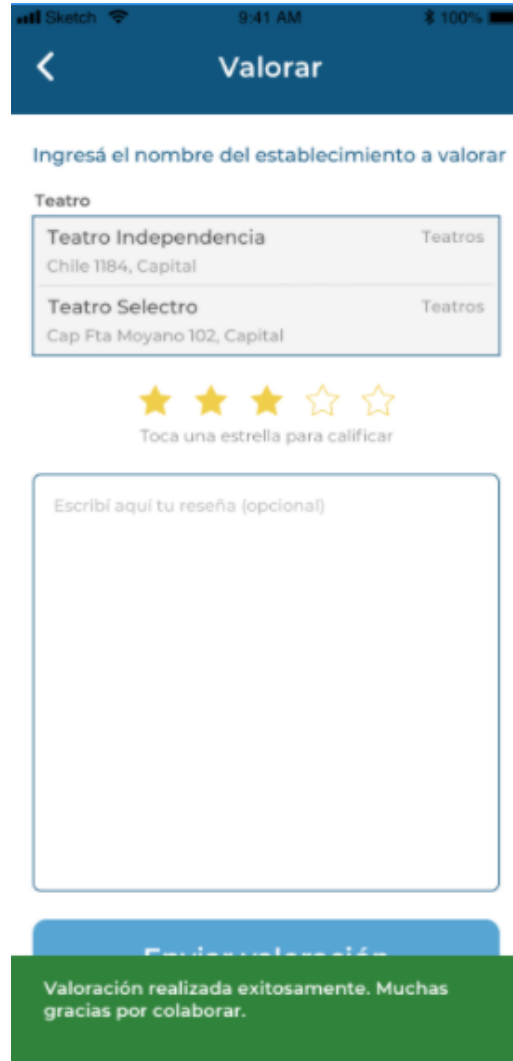 Sketch 9:41 AM 100%
Valorar
Ingresá el nombre del establecimiento a valorar
Teatro
Teatro Independencia Teatros
Chile 1184, Capital
Teatro Selectro Teatros
Cap Fta Moyano 102, Capital
Toca una estrella para calificar
Escribí aquí tu reseña (opcional)
Enviar valoración
Valoración realizada exitosamente. Muchas
gracias por colaborar.